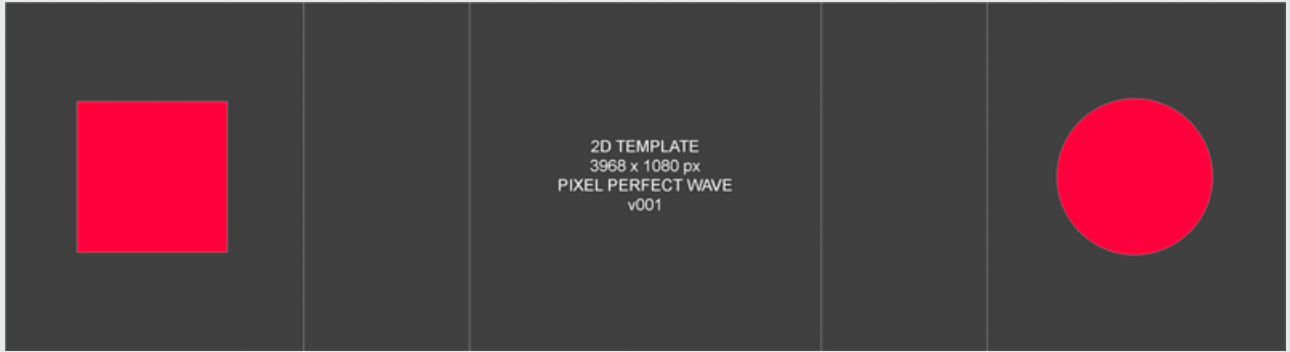 2D TEMPLATE
3968 x 1080 px
PIXEL PERFECT WAVE
v001